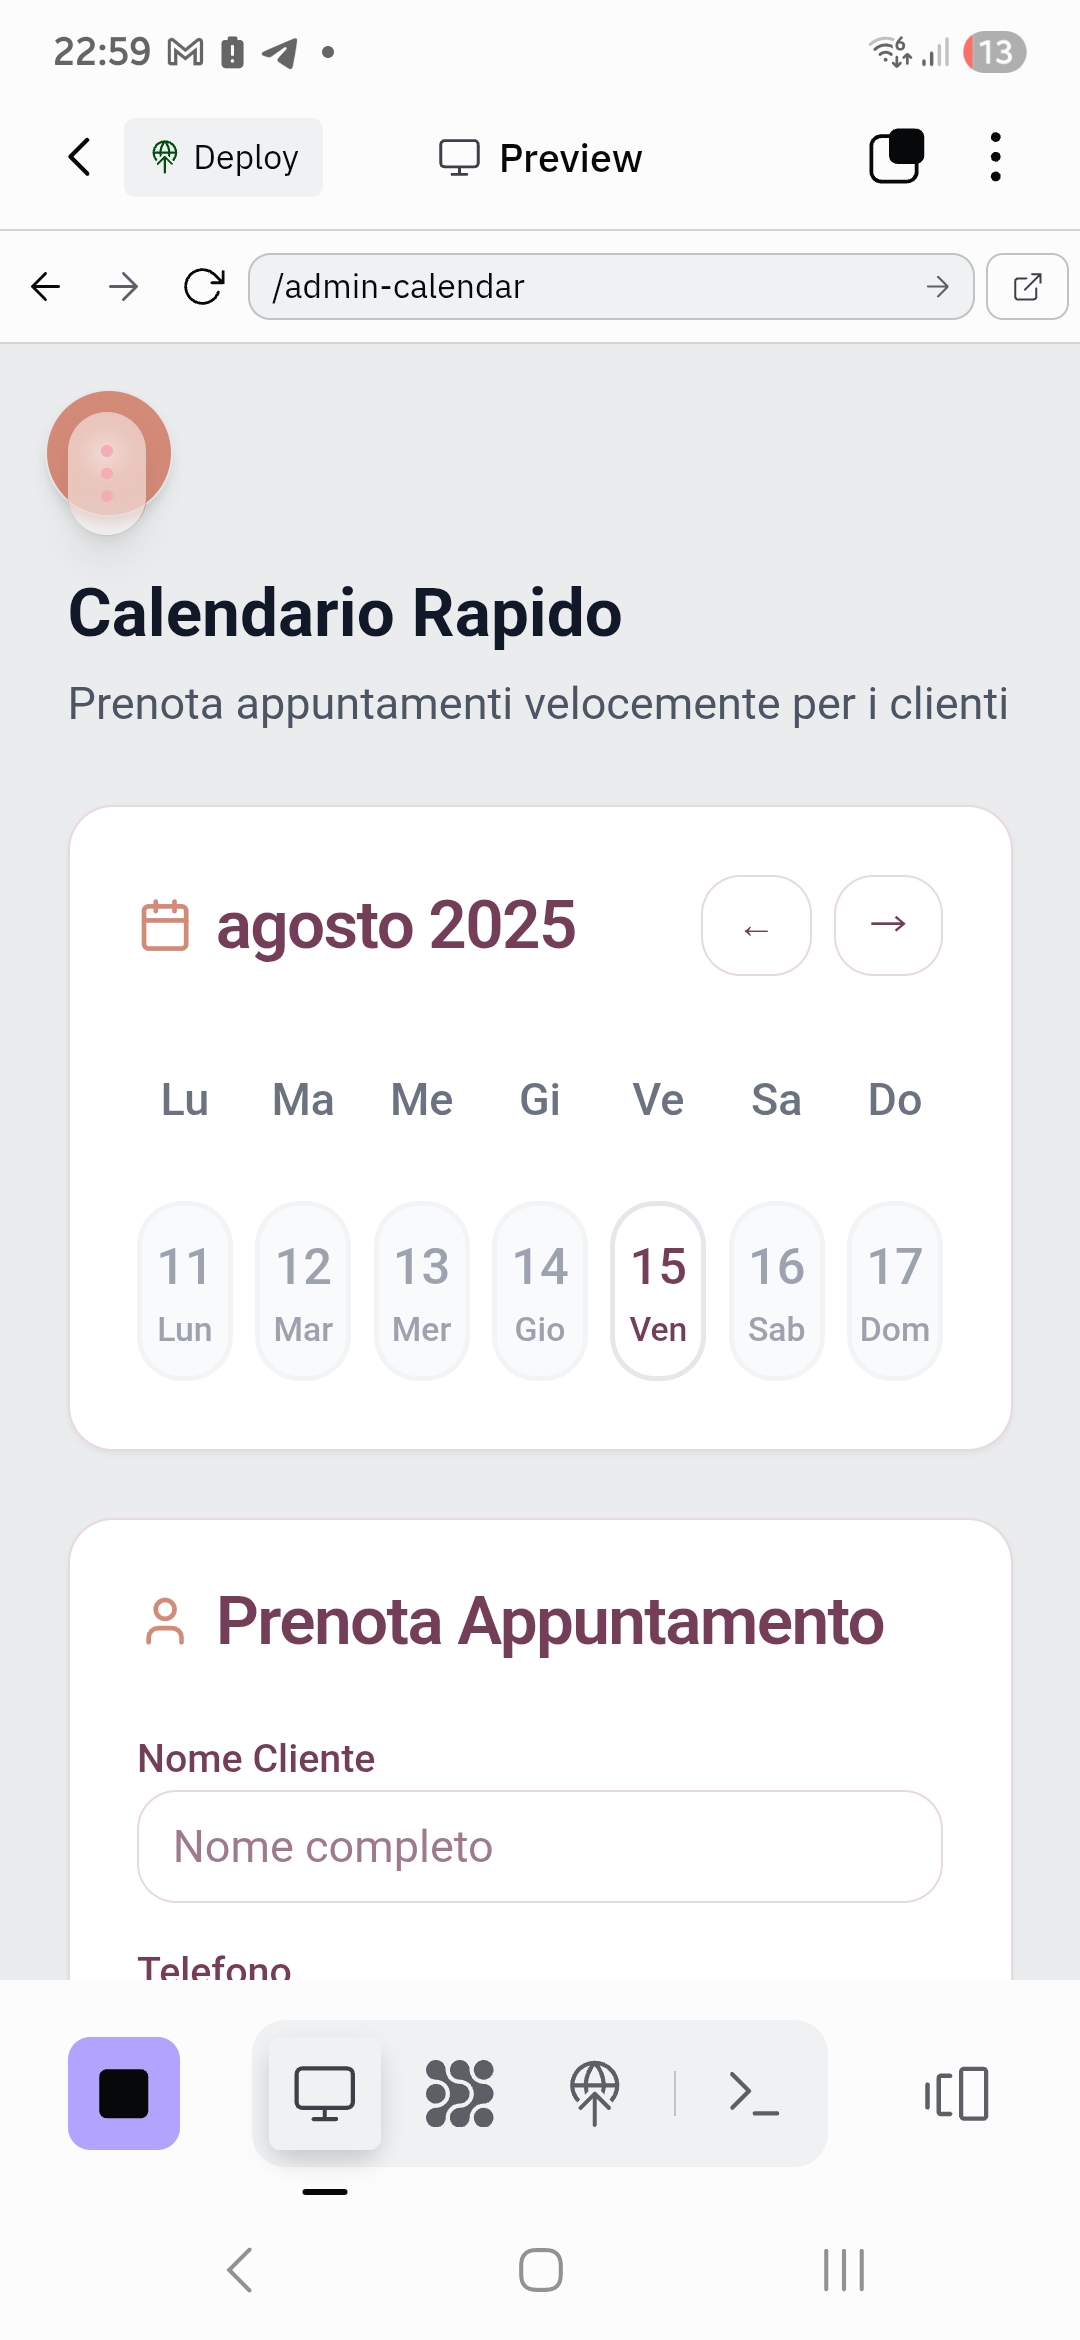 22:59
6
13
Deploy
Preview
/admin-calendar
Calendario Rapido
Prenota appuntamenti velocemente per i clienti
agosto 2025
← →
Lu Ma Me Gi Ve Sa Do
11 12 13 14 15 16 17
Lun Mar Mer Gio Ven Sab Dom
Prenota Appuntamento
Nome Cliente
Nome completo
Telefono